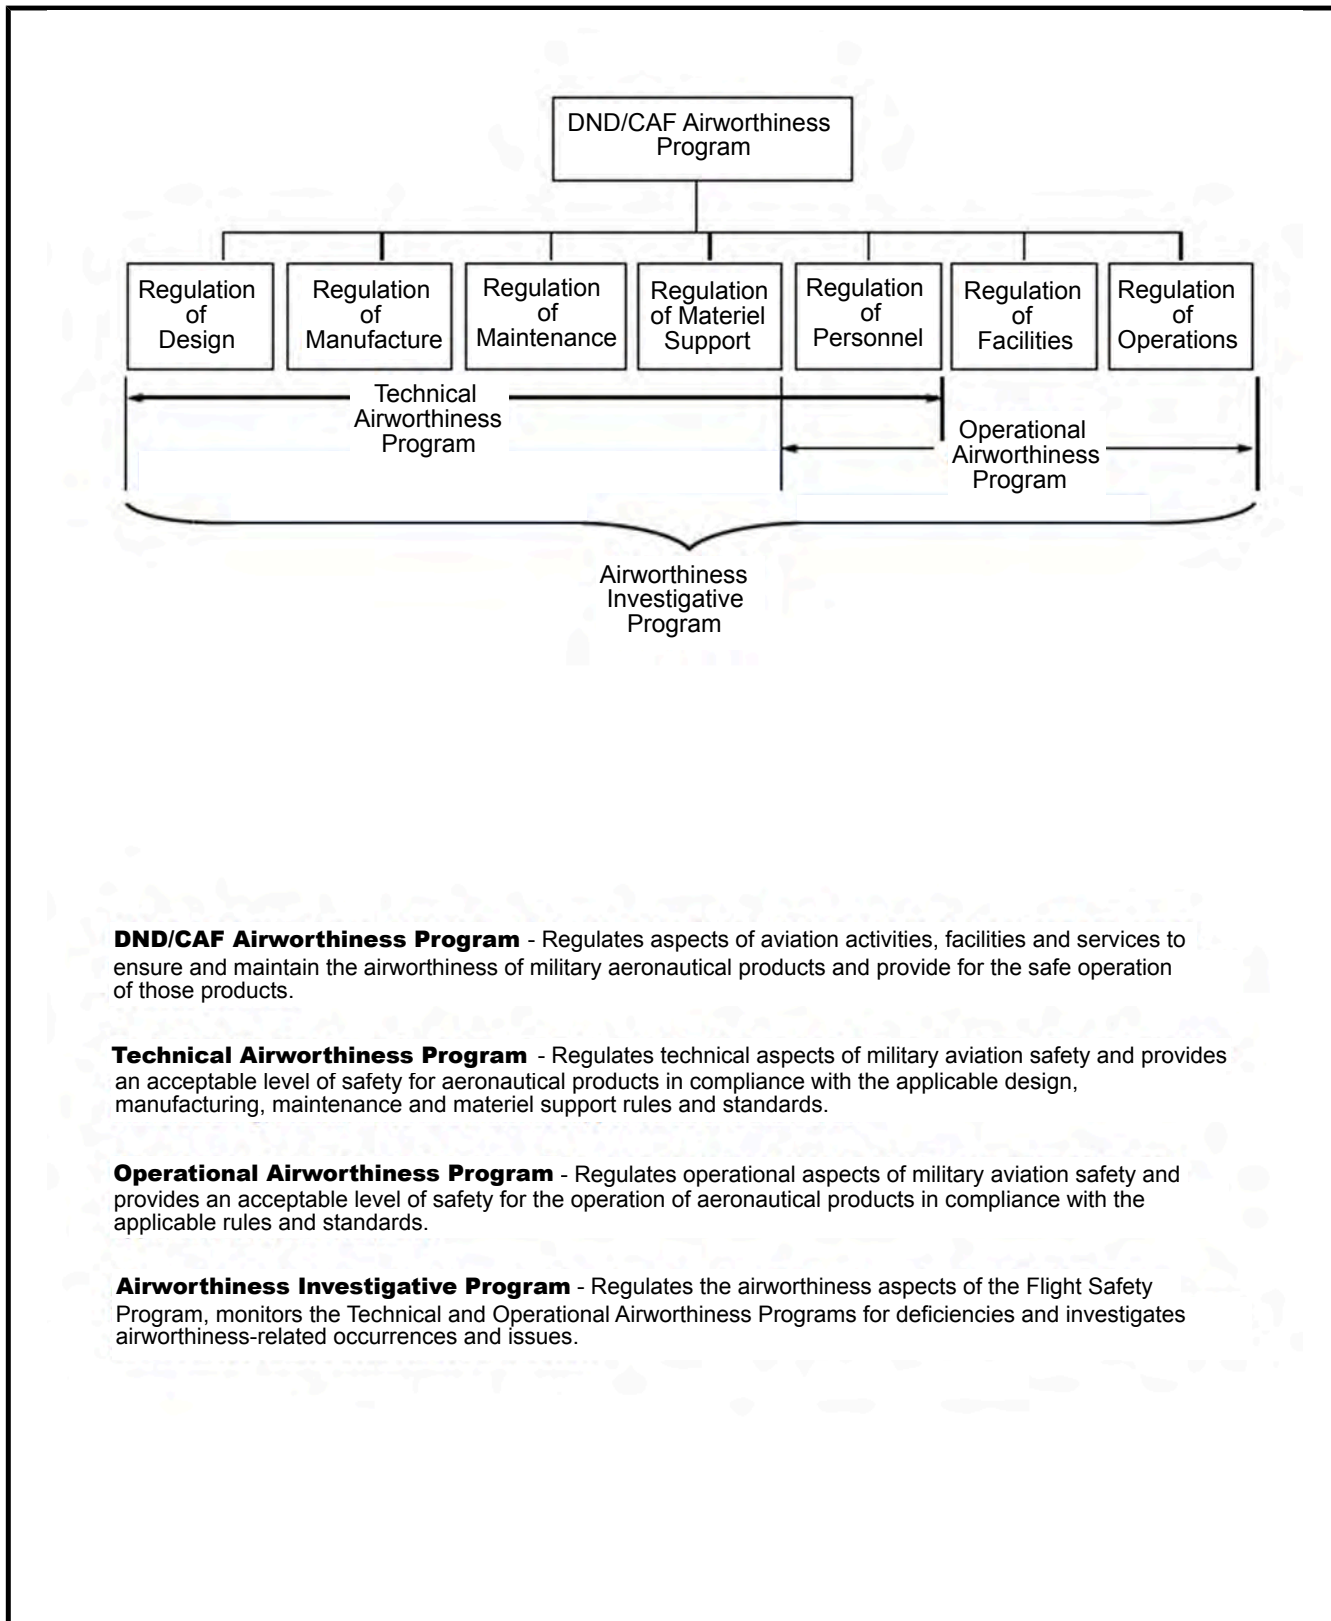 DND/CAF Airworthiness
Program
Regulation
of
Design
Regulation
of
Manufacture
Regulation
of
Maintenance
Regulation
of Materiel
Support
Regulation
of
Personnel
Regulation
of
Facilities
Regulation
of
Operations
Technical
Airworthiness
Program
Operational
Airworthiness
Program
Airworthiness
Investigative
Program
DND/CAF Airworthiness Program - Regulates aspects of aviation activities, facilities and services to
ensure and maintain the airworthiness of military aeronautical products and provide for the safe operation
of those products.
Technical Airworthiness Program - Regulates technical aspects of military aviation safety and provides
an acceptable level of safety for aeronautical products in compliance with the applicable design,
manufacturing, maintenance and materiel support rules and standards.
Operational Airworthiness Program - Regulates operational aspects of military aviation safety and
provides an acceptable level of safety for the operation of aeronautical products in compliance with the
applicable rules and standards.
Airworthiness Investigative Program - Regulates the airworthiness aspects of the Flight Safety
Program, monitors the Technical and Operational Airworthiness Programs for deficiencies and investigates
airworthiness-related occurrences and issues.